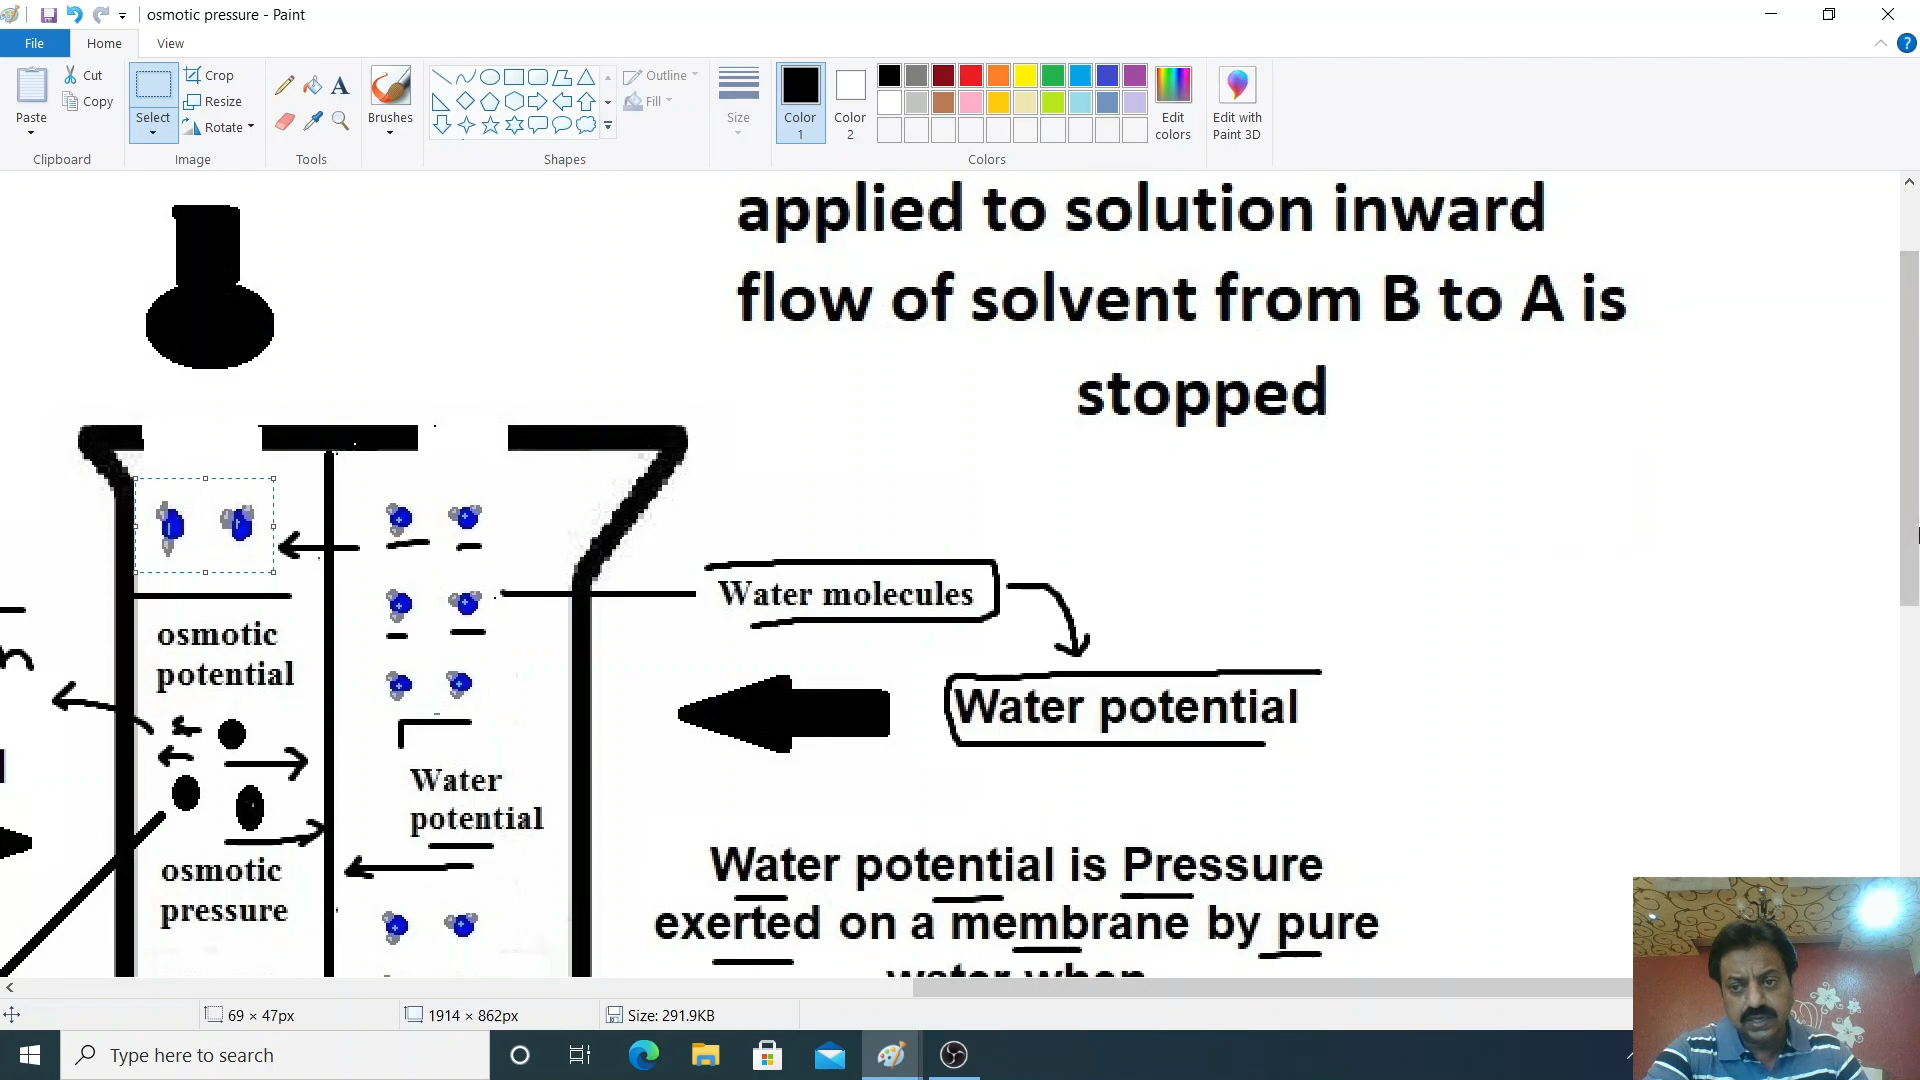 osmotic pressure - Paint
File Home View
Paste
Cut
Copy
Clipboard
Select
Crop
Resize
Rotate
Image
Tools
Brushes
Outline
Fill
Shapes
Size
Color 1
Color 2
Edit colors
Colors
Edit with Paint 3D
applied to solution inward
flow of solvent from B to A is
stopped
Water molecules
osmotic
potential
Water potential
Water
potential
osmotic
pressure
Water potential is Pressure
exerted on a membrane by pure
water when
69 × 47px
1914 × 862px
Size: 291.9KB
Type here to search